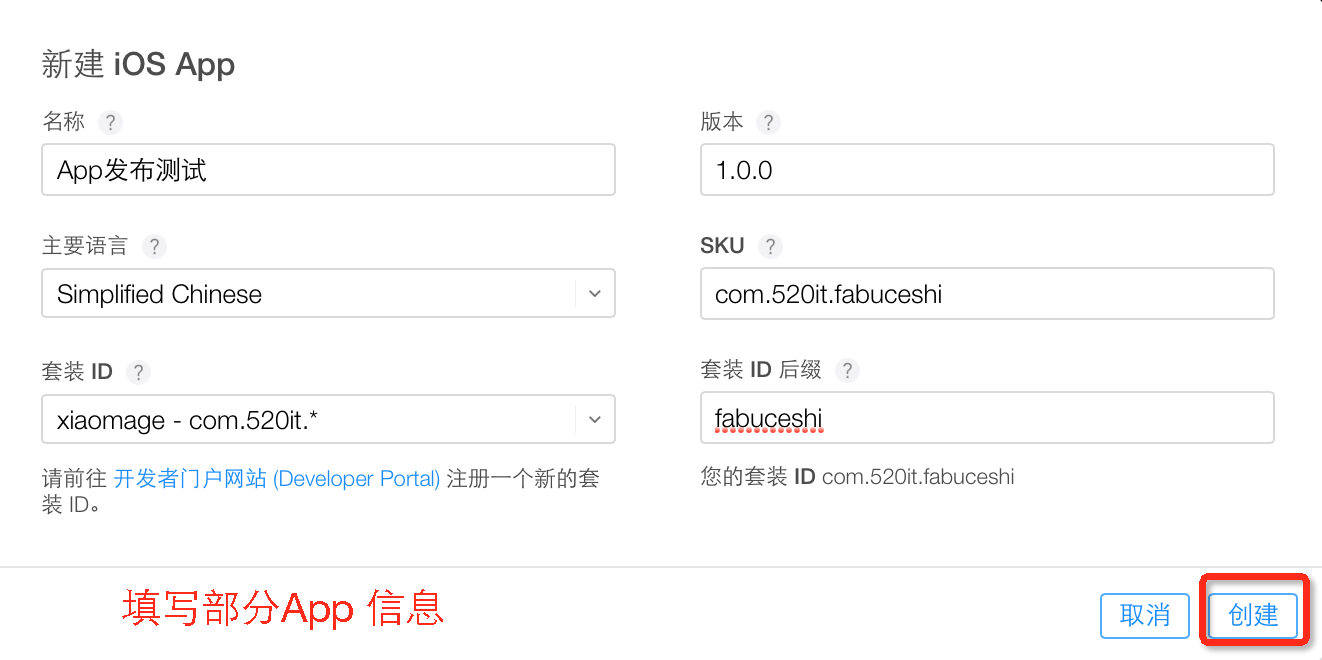 新建 iOS App
名称 ?
版本 ?
App发布测试
1.0.0
主要语言 ?
SKU ?
Simplified Chinese
com.520it.fabuceshi
套装 ID ?
套装 ID 后缀 ?
xiaomage - com.520it.*
fabuceshi
请前往 开发者门户网站 (Developer Portal) 注册一个新的套
装 ID。
您的套装 ID com.520it.fabuceshi
填写部分App 信息
取消
创建